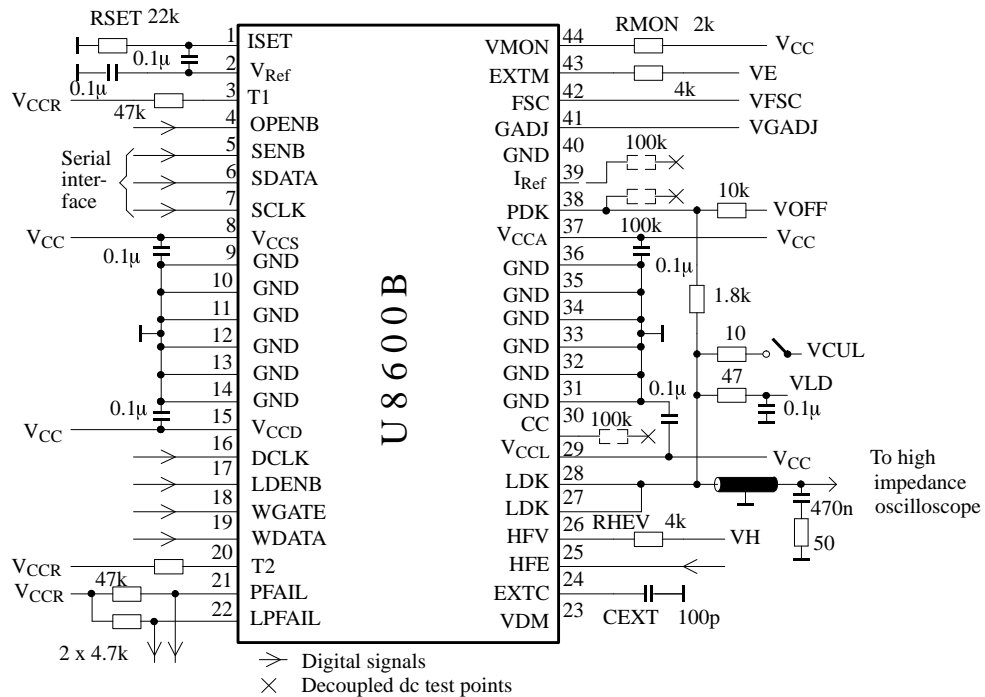 RSET 22k
0.1µ
0.1µ
VCCR
47k
Serial
inter-
face
VCC
0.1µ
0.1µ
VCC
VCCR
VCCR
47k
2 x 4.7k
1 ISET
2 VRef
3 T1
4 OPENB
5 SENB
6 SDATA
7 SCLK
8 VCCS
9 GND
10 GND
11 GND
12 GND
13 GND
14 GND
15 VCCD
16 DCLK
17 LDENB
18 WGATE
19 WDATA
20 T2
21 PFAIL
22 LPFAIL
U8600B
VMON 44
EXTM 43
FSC 42
GADJ 41
GND 40
IRef 39
PDK 38
VCCA 37
GND 36
GND 35
GND 34
GND 33
GND 32
GND 31
CC 30
VCCL 29
LDK 28
LDK 27
HFV 26
HFE 25
EXTC 24
VDM 23
RMON 2k
VCC
VE
4k
VFSC
VGADJ
100k
10k
VOFF
100k
VCC
0.1µ
1.8k
10
VCUL
47
VLD
0.1µ
0.1µ
100k
VCC
To high
impedance
oscilloscope
470n
50
RHEV 4k
VH
CEXT 100p
Digital signals
Decoupled dc test points